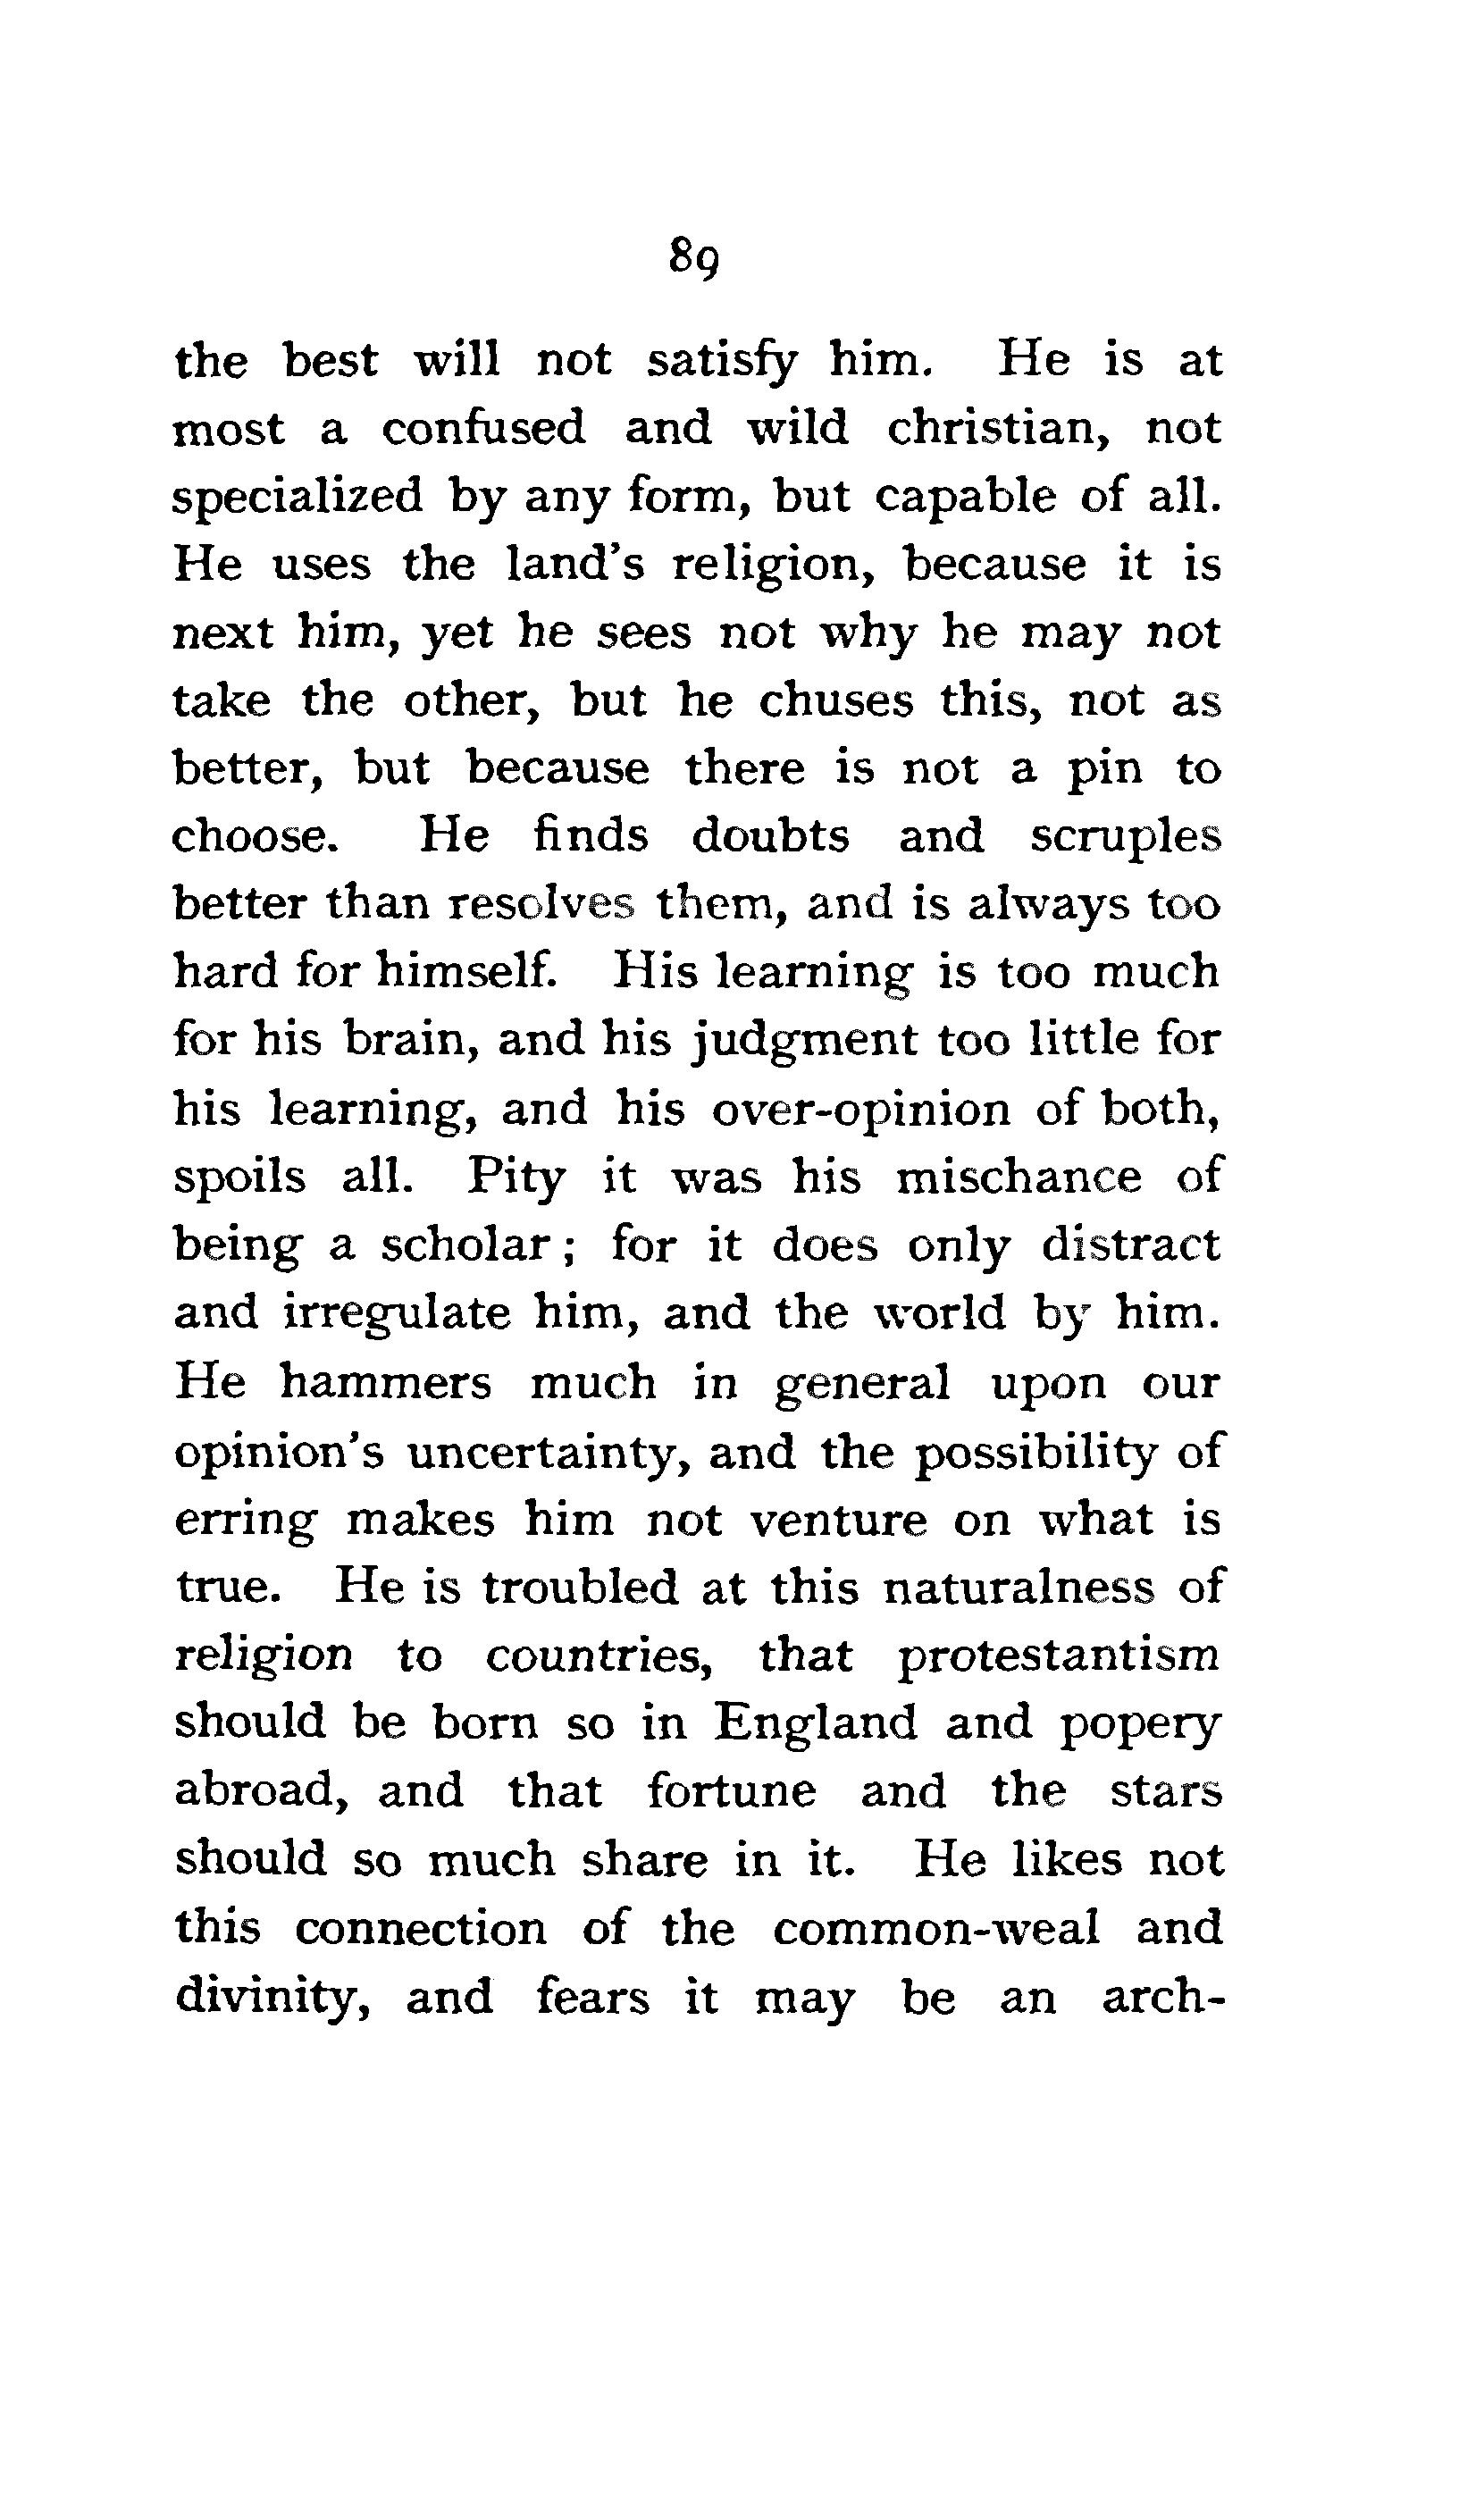 89
the best will not satisfy him. He is at
most a confused and wild christian, not
specialized by any form, but capable of all.
He uses the land's religion, because it is
next him, yet he sees not why he may not
take the other, but he chuses this, not as
better, but because there is not a pin to
choose. He finds doubts and scruples
better than resolves them, and is always too
hard for himself. His learning is too much
for his brain, and his judgment too little for
his learning, and his over-opinion of both,
spoils all. Pity it was his mischance of
being a scholar; for it does only distract
and irregulate him, and the world by him.
He hammers much in general upon our
opinion's uncertainty, and the possibility of
erring makes him not venture on what is
true. He is troubled at this naturalness of
religion to countries, that protestantism
should be born so in England and popery
abroad, and that fortune and the stars
should so much share in it. He likes not
this connection of the common-weal and
divinity, and fears it may be an arch-